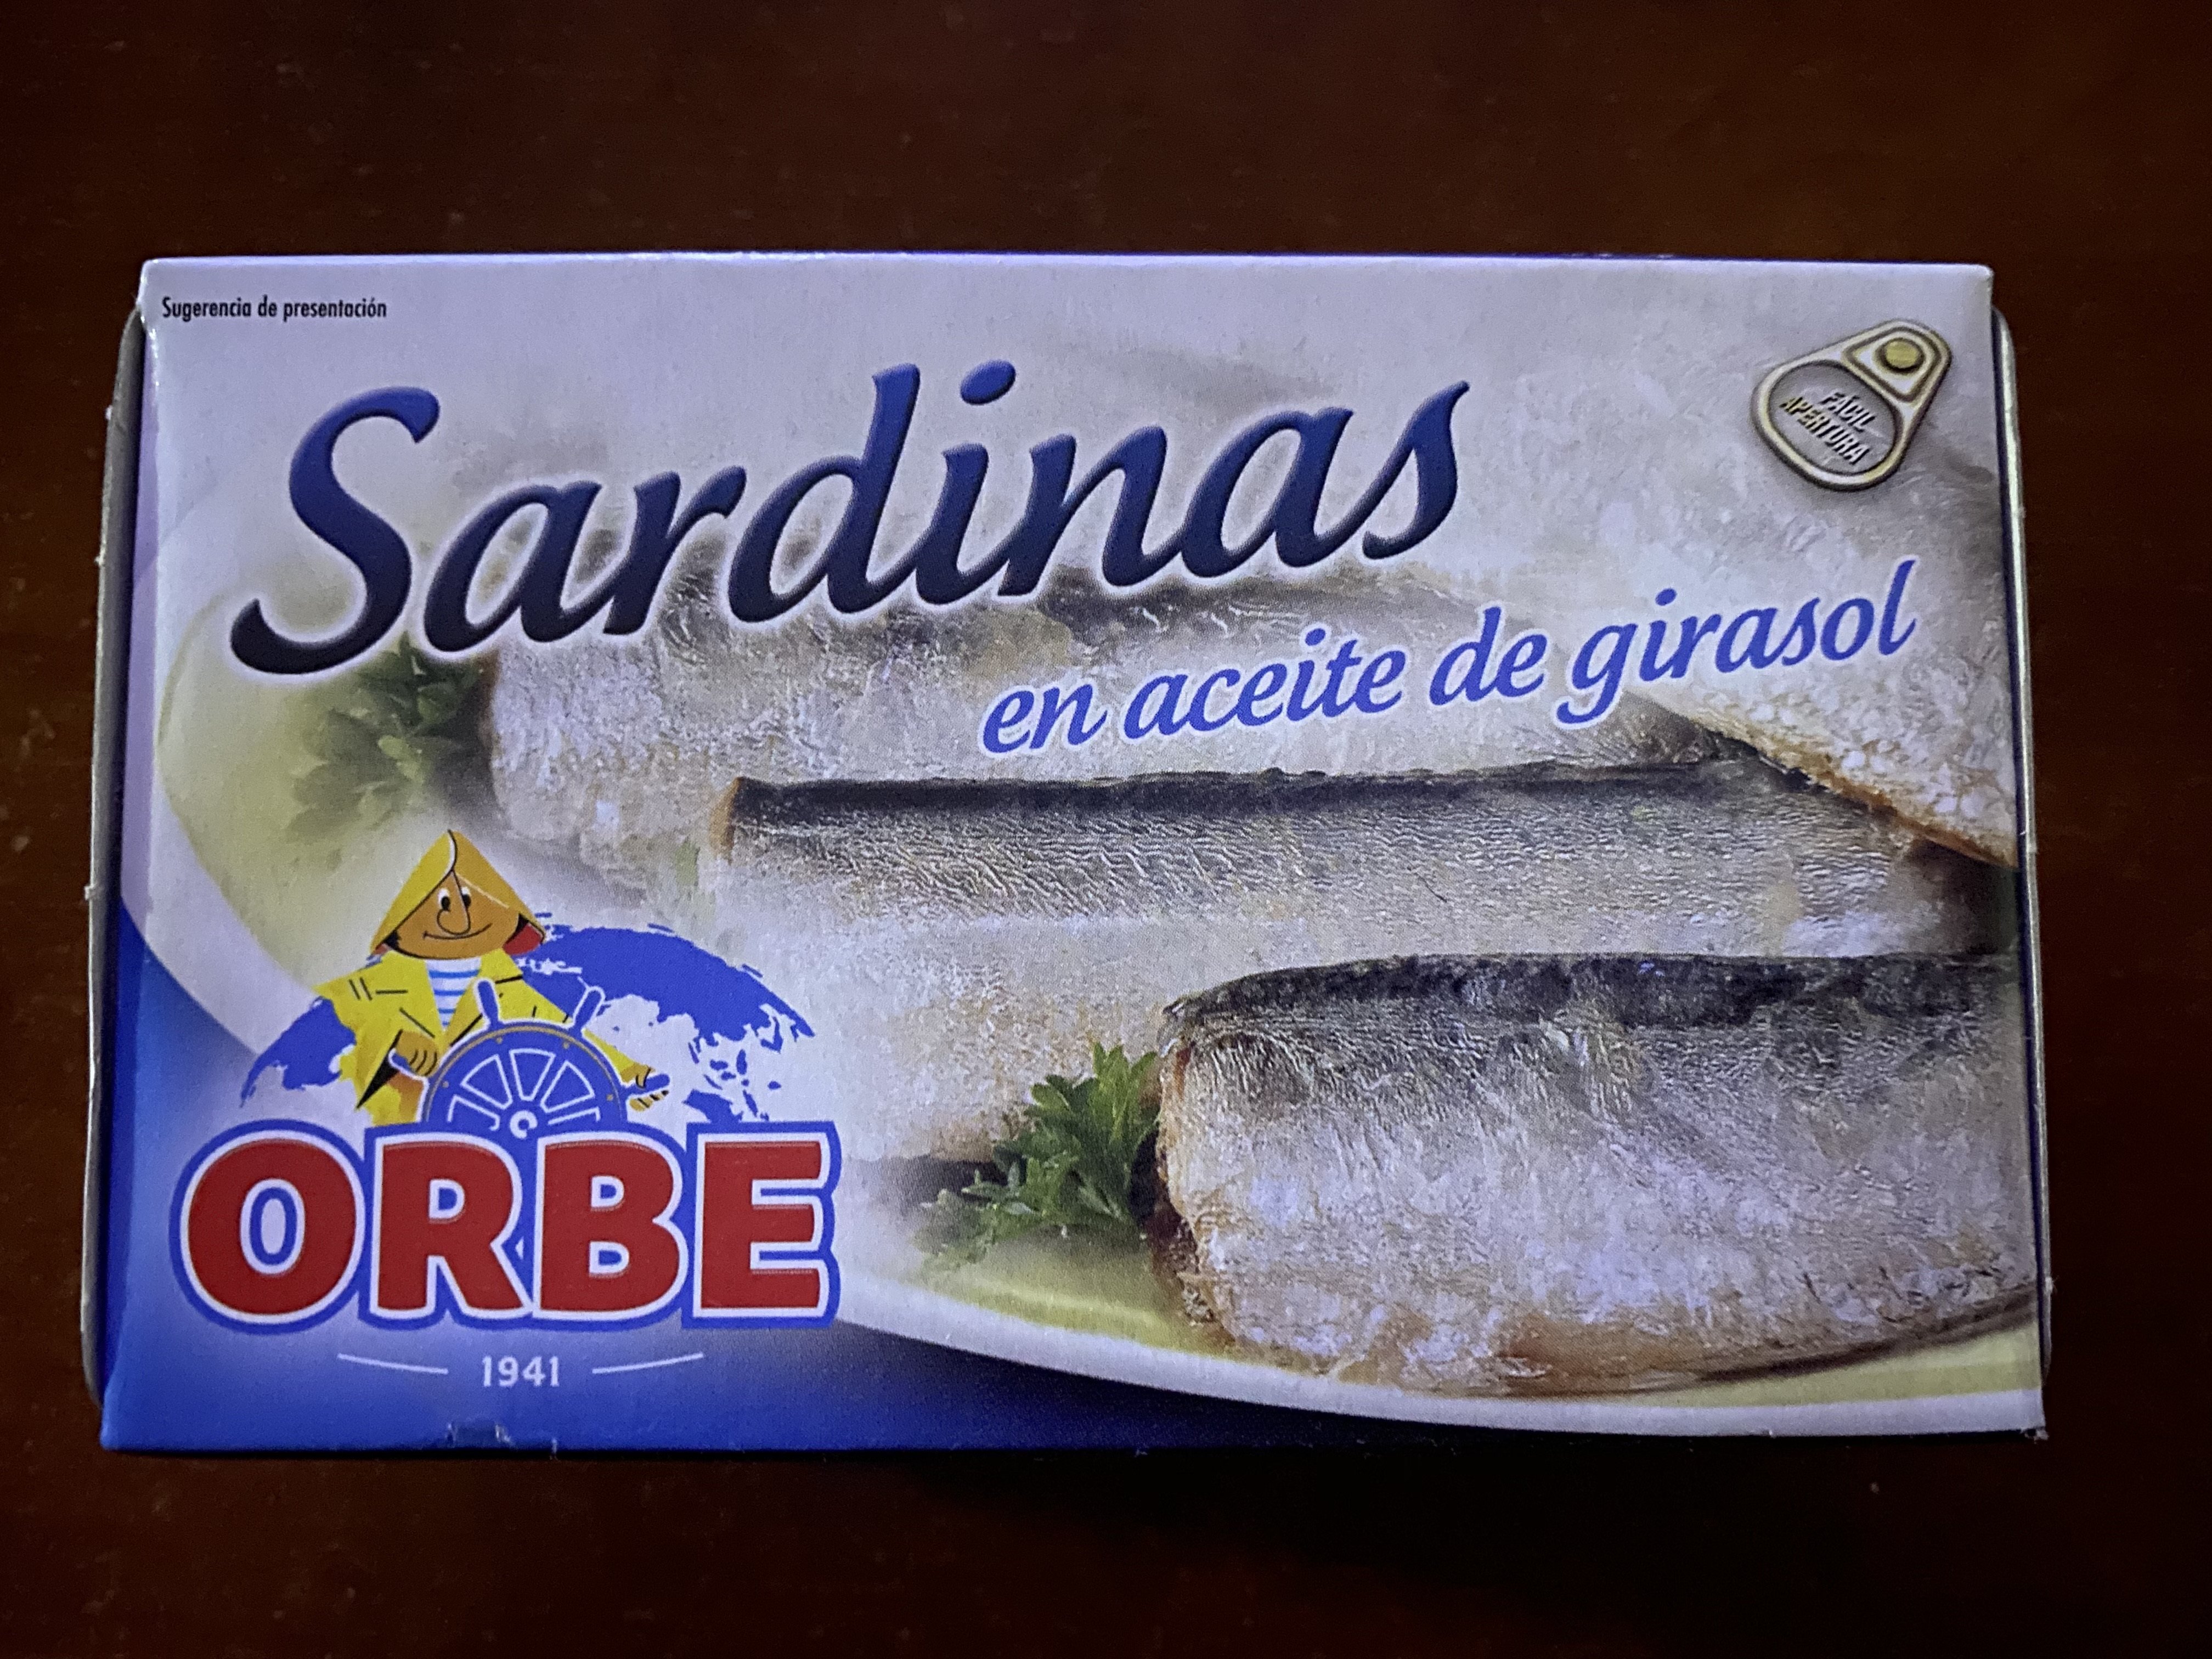 Sugerencia de presentación
Sardinas
en aceite de girasol
FÁCIL
APERTURA
ORBE
1941